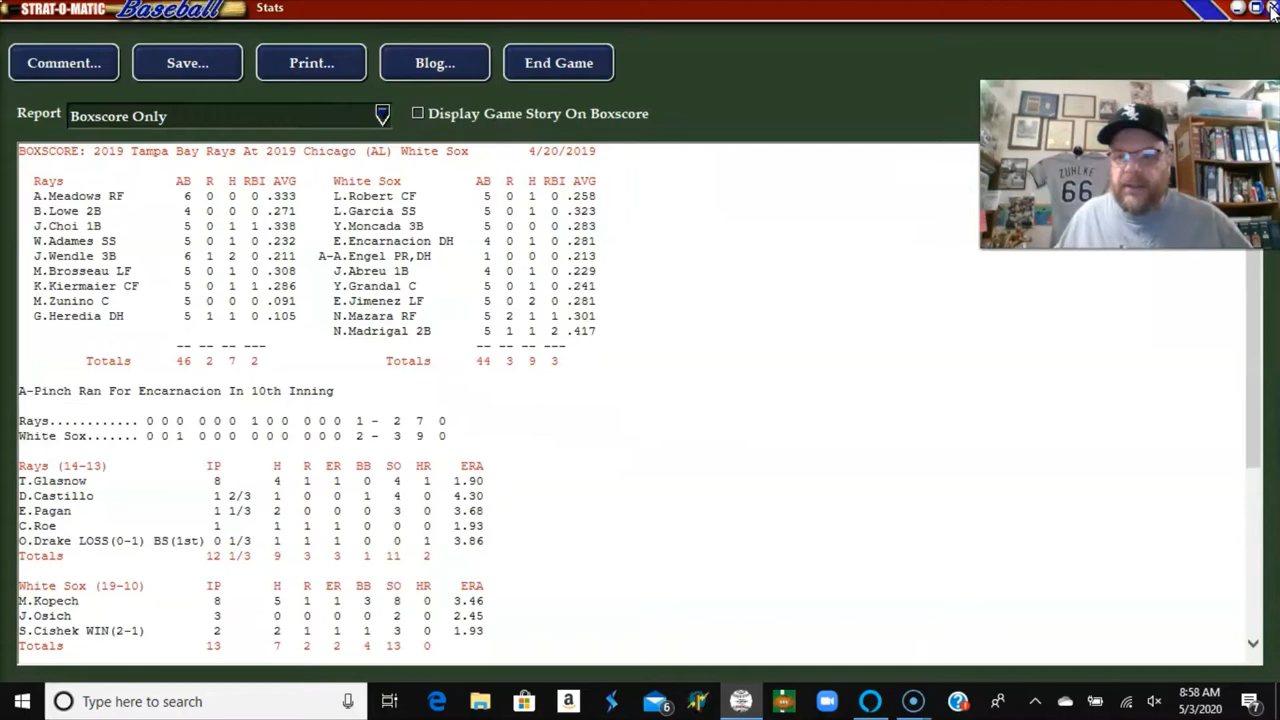 STRAT-O-MATIC Baseball Stats
Comment... Save... Print... Blog... End Game
Report Boxscore Only Display Game Story On Boxscore
BOXSCORE: 2019 Tampa Bay Rays At 2019 Chicago (AL) White Sox 4/20/2019
Rays AB R H RBI AVG White Sox AB R H RBI AVG
A.Meadows RF 6 0 0 0 .333 L.Robert CF 5 0 1 0 .258
B.Lowe 2B 4 0 0 0 .271 L.Garcia SS 5 0 1 0 .323
J.Choi 1B 5 0 1 1 .338 Y.Moncada 3B 5 0 0 0 .283
W.Adames SS 5 0 1 0 .232 E.Encarnacion DH 4 0 1 0 .281
J.Wendle 3B 6 1 2 0 .211 A-A.Engel PR,DH 1 0 0 0 .213
M.Brosseau LF 5 0 1 0 .308 J.Abreu 1B 4 0 1 0 .229
K.Kiermaier CF 5 0 1 1 .286 Y.Grandal C 5 0 1 0 .241
M.Zunino C 5 0 0 0 .091 E.Jimenez LF 5 0 2 0 .281
G.Heredia DH 5 1 1 0 .105 N.Mazara RF 5 2 1 1 .301
N.Madrigal 2B 5 1 1 2 .417
-- -- -- --- -- -- -- ---
Totals 46 2 7 2 Totals 44 3 9 3
A-Pinch Ran For Encarnacion In 10th Inning
Rays............ 0 0 0 0 0 0 1 0 0 0 0 0 1 - 2 7 0
White Sox....... 0 0 1 0 0 0 0 0 0 0 0 0 2 - 3 9 0
Rays (14-13) IP H R ER BB SO HR ERA
T.Glasnow 8 4 1 1 0 4 1 1.90
D.Castillo 1 2/3 1 0 0 1 4 0 4.30
E.Pagan 1 1/3 2 0 0 0 3 0 3.68
C.Roe 1 1 1 1 0 0 0 1.93
O.Drake LOSS(0-1) BS(1st) 0 1/3 1 1 1 0 0 1 3.86
Totals 12 1/3 9 3 3 1 11 2
White Sox (19-10) IP H R ER BB SO HR ERA
M.Kopech 8 5 1 1 3 8 0 3.46
J.Osich 3 0 0 0 0 2 0 2.45
S.Cishek WIN(2-1) 2 2 1 1 1 3 0 1.93
Totals 13 7 2 2 4 13 0
ZUHLKE
66
Type here to search
6
8:58 AM
5/3/2020
7